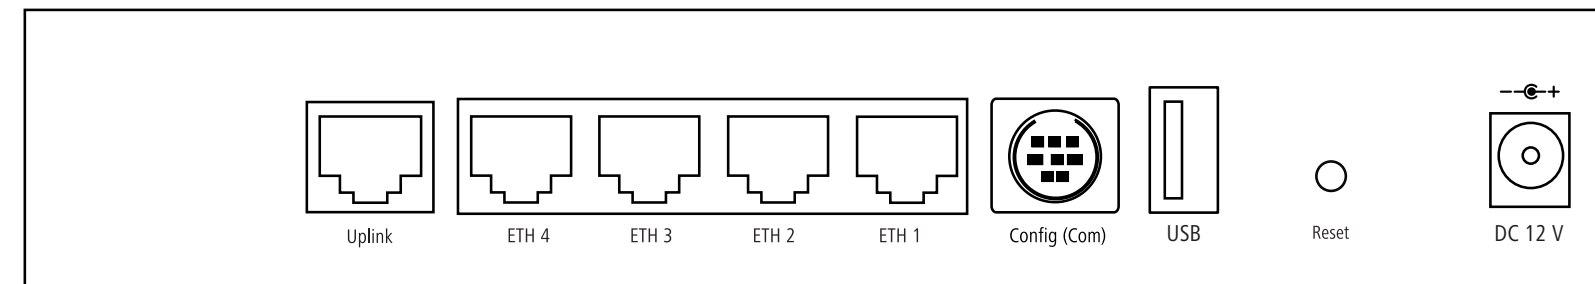 Uplink
ETH 4
ETH 3
ETH 2
ETH 1
Config (Com)
USB
Reset
DC 12 V